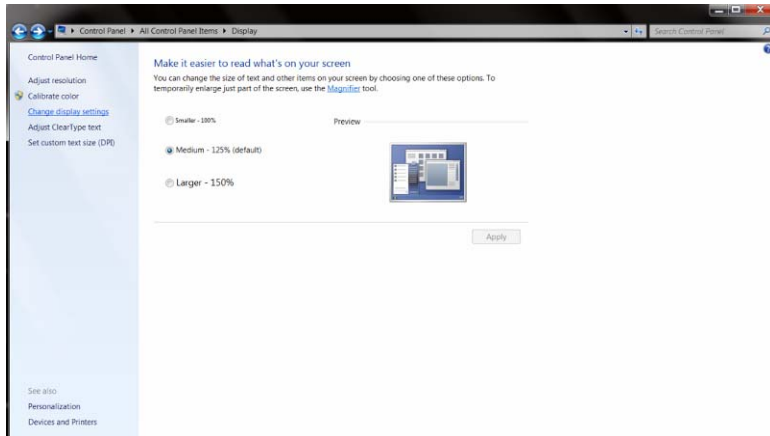 Control Panel ▸ All Control Panel Items ▸ Display
Search Control Panel
Control Panel Home
Adjust resolution
Calibrate color
Change display settings
Adjust ClearType text
Set custom text size (DPI)
Make it easier to read what's on your screen
You can change the size of text and other items on your screen by choosing one of these options. To
temporarily enlarge just part of the screen, use the Magnifier tool.
Smaller - 100%
Preview
Medium - 125% (default)
Larger - 150%
Apply
See also
Personalization
Devices and Printers